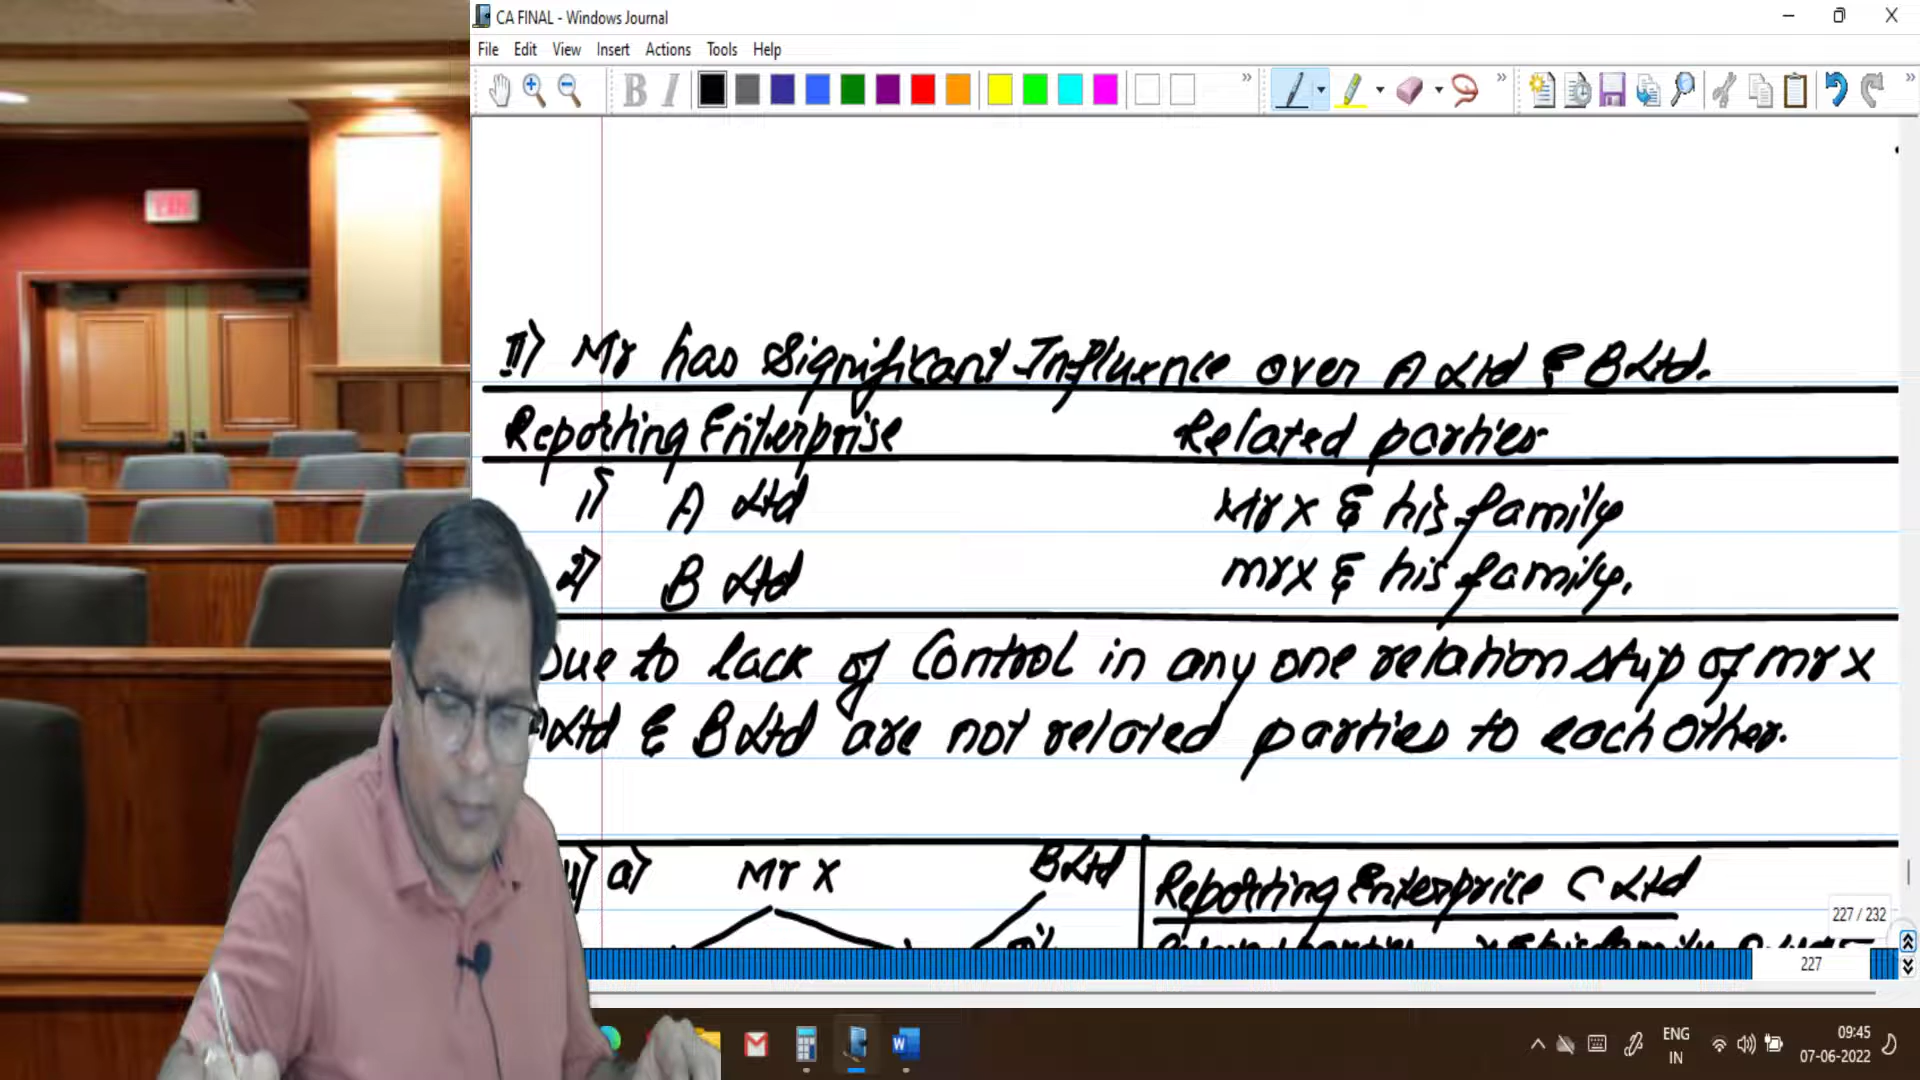 CA FINAL - Windows Journal
File Edit View Insert Actions Tools Help
EXIT
II) Mr has Significant Influence over A Ltd & B Ltd.
Reporting Enterprise Related parties
1) A Ltd Mr X & his family
2) B Ltd Mr X & his family.
Due to lack of Control in any one relationship of Mr X
A Ltd & B Ltd are not related parties to each other.
a) Mr X B Ltd Reporting Enterprise C Ltd
227 / 232
227
ENG
IN
09:45
07-06-2022